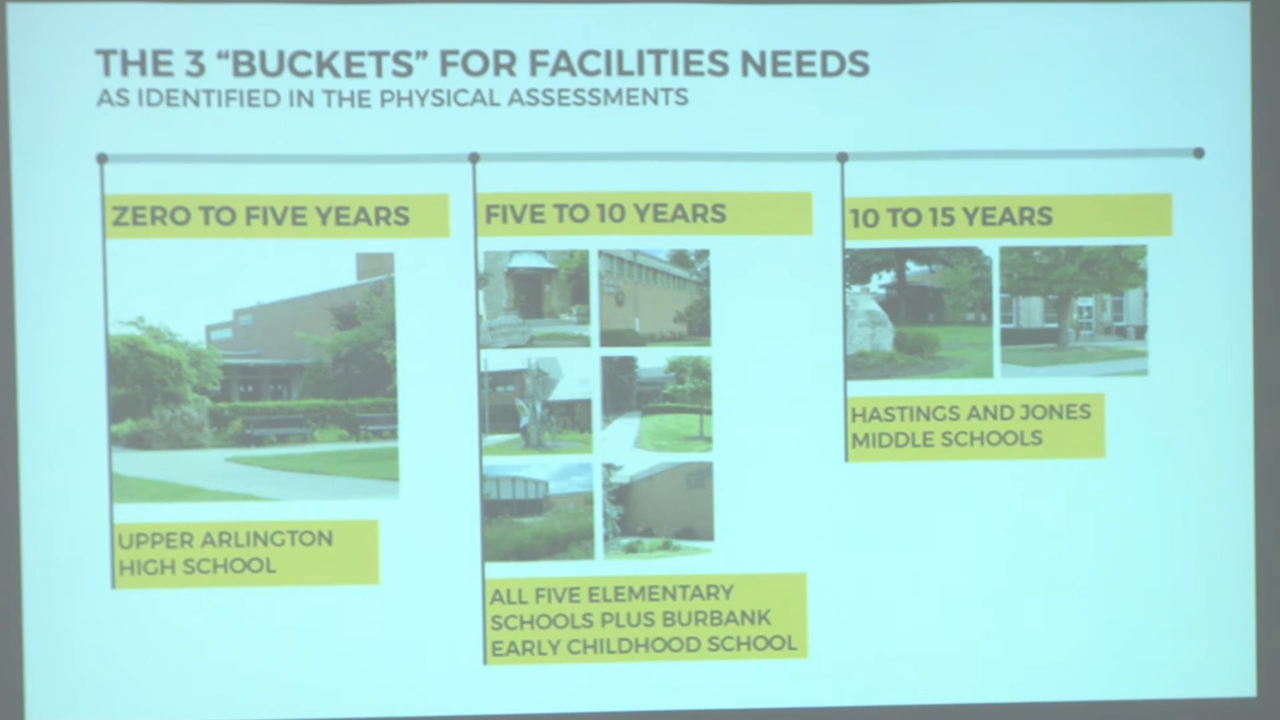 THE 3 “BUCKETS” FOR FACILITIES NEEDS
AS IDENTIFIED IN THE PHYSICAL ASSESSMENTS
ZERO TO FIVE YEARS
UPPER ARLINGTON
HIGH SCHOOL
FIVE TO 10 YEARS
ALL FIVE ELEMENTARY
SCHOOLS PLUS BURBANK
EARLY CHILDHOOD SCHOOL
10 TO 15 YEARS
HASTINGS AND JONES
MIDDLE SCHOOLS